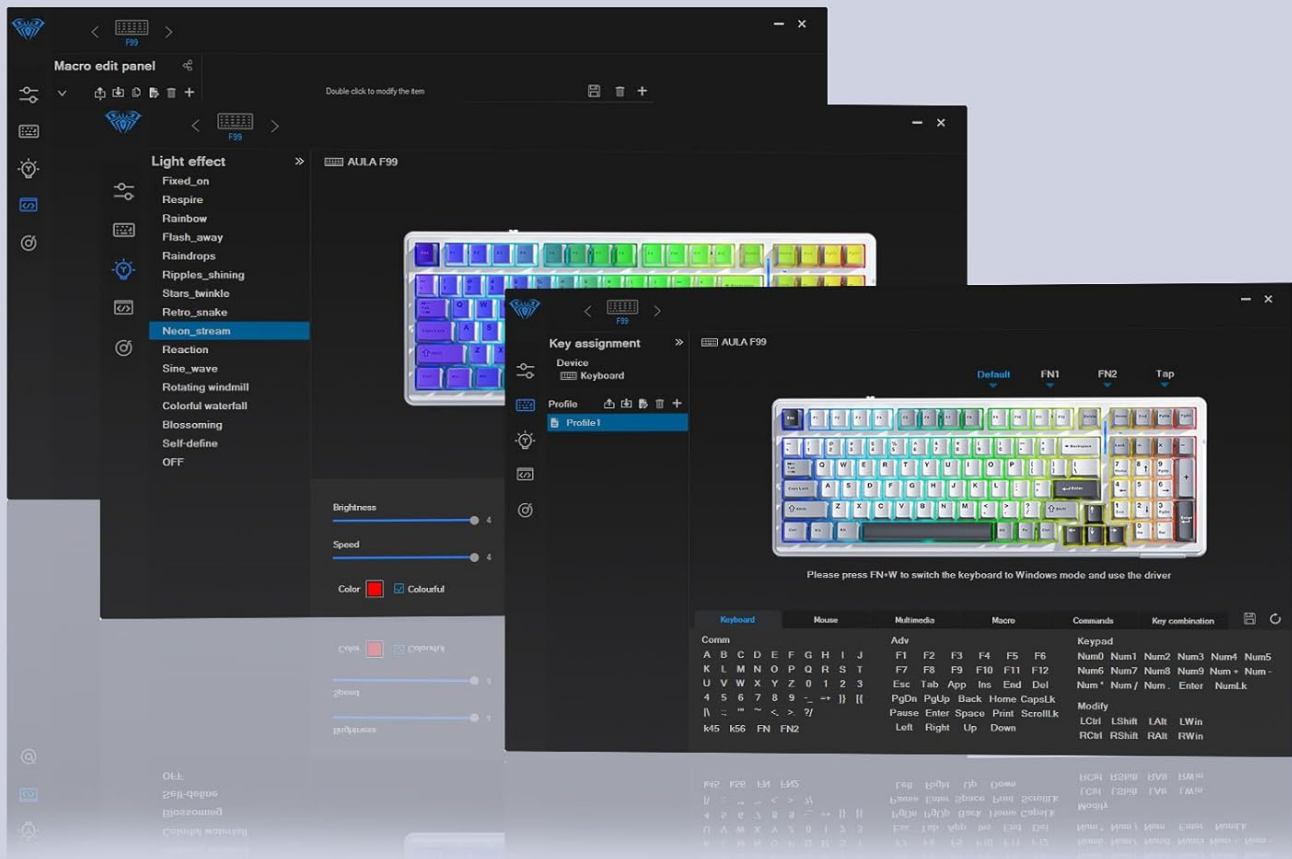 F99
Macro edit panel
Double click to modify the item
F99
Light effect »
AULA F99
Fixed_on
Respire
Rainbow
Flash_away
Raindrops
Ripples_shining
Stars_twinkle
Retro_snake
Neon_stream
Reaction
Sine_wave
Rotating windmill
Colorful waterfall
Blossoming
Self-define
OFF
Brightness
4
Speed
4
Color Colourful
F99
Key assignment »
AULA F99
Device
Keyboard
Profile
Profile1
Default FN1 FN2 Tap
Please press FN+W to switch the keyboard to Windows mode and use the driver
Keyboard Mouse Multimedia Macro Commands Key combination
Comm
A B C D E F G H I J
K L M N O P Q R S T
U V W X Y Z 0 1 2 3
4 5 6 7 8 9 -_ =+ ]} [{
|\ ;: '" `~ <, >. ?/
k45 k56 FN FN2
Adv
F1 F2 F3 F4 F5 F6
F7 F8 F9 F10 F11 F12
Esc Tab App Ins End Del
PgDn PgUp Back Home CapsLk
Pause Enter Space Print ScrollLk
Left Right Up Down
Keypad
Num0 Num1 Num2 Num3 Num4 Num5
Num6 Num7 Num8 Num9 Num + Num -
Num * Num / Num . Enter NumLk
Modify
LCtrl LShift LAlt LWin
RCtrl RShift RAlt RWin